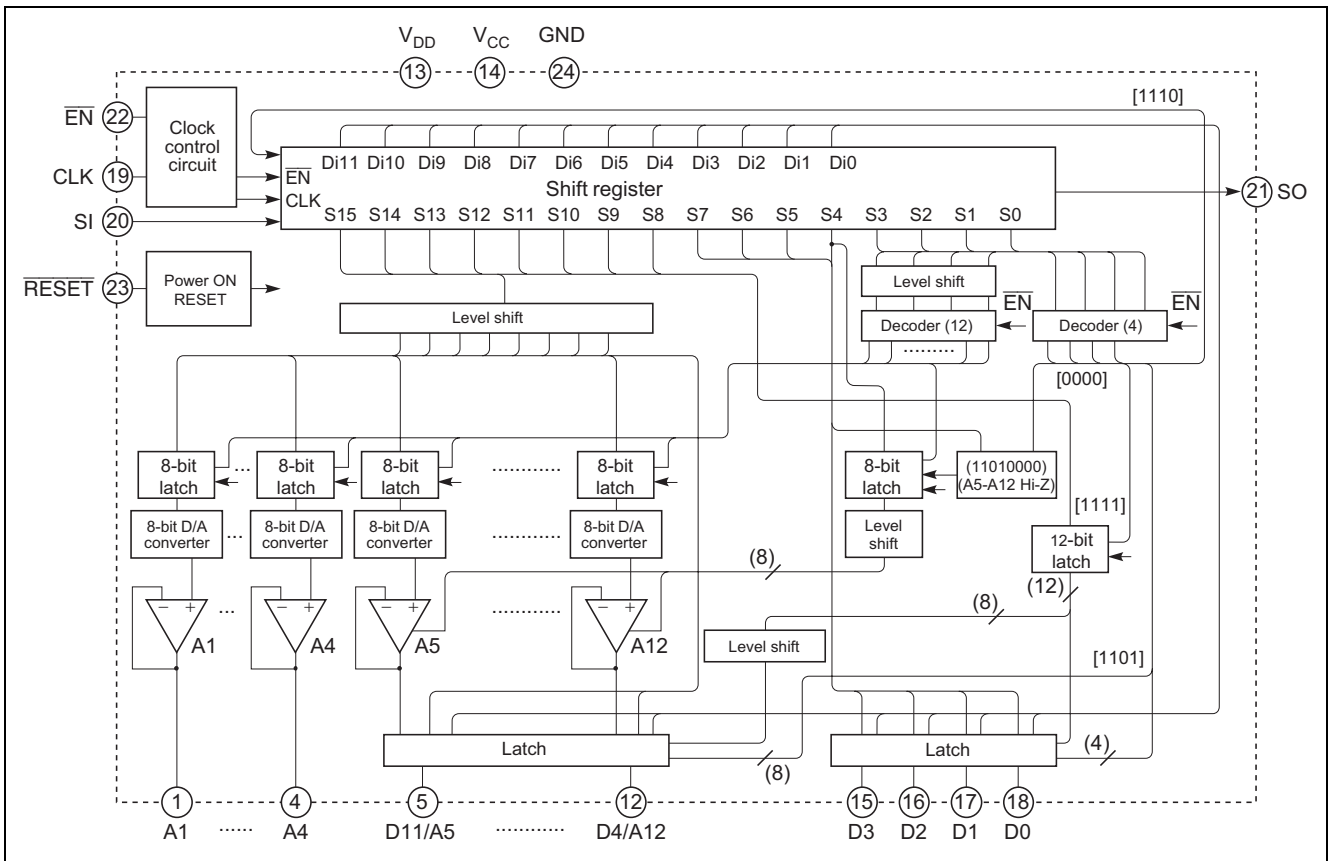 VDD VCC GND
13 14 24
[1110]
EN 22
Clock control circuit
Di11 Di10 Di9 Di8 Di7 Di6 Di5 Di4 Di3 Di2 Di1 Di0
CLK 19
EN
Shift register
21 SO
CLK
SI 20
S15 S14 S13 S12 S11 S10 S9 S8 S7 S6 S5 S4 S3 S2 S1 S0
RESET 23
Power ON RESET
Level shift
EN
EN
Level shift
Decoder (12)
Decoder (4)
.........
[0000]
8-bit latch
...
8-bit latch
8-bit latch
............
8-bit latch
8-bit latch
(11010000) (A5-A12 Hi-Z)
[1111]
8-bit D/A converter
...
8-bit D/A converter
8-bit D/A converter
............
8-bit D/A converter
Level shift
12-bit latch
(8)
(12)
(8)
− +
...
− +
− +
............
− +
A1
A4
A5
A12
Level shift
[1101]
Latch
(8)
Latch
(4)
1 4 5 12 15 16 17 18
A1 ...... A4 D11/A5 ............ D4/A12 D3 D2 D1 D0